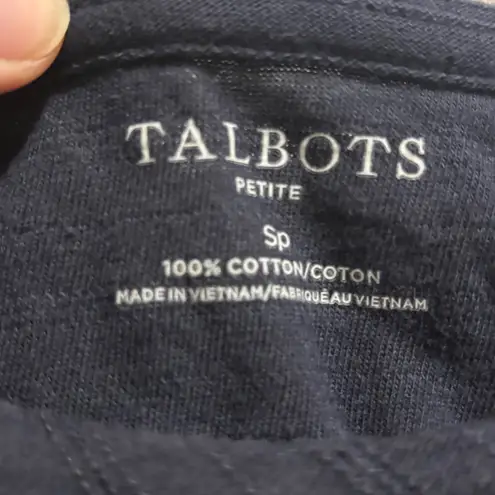 TALBOTS
PETITE
Sp
100% COTTON/COTON
MADE IN VIETNAM/FABRIQUÉ AU VIETNAM